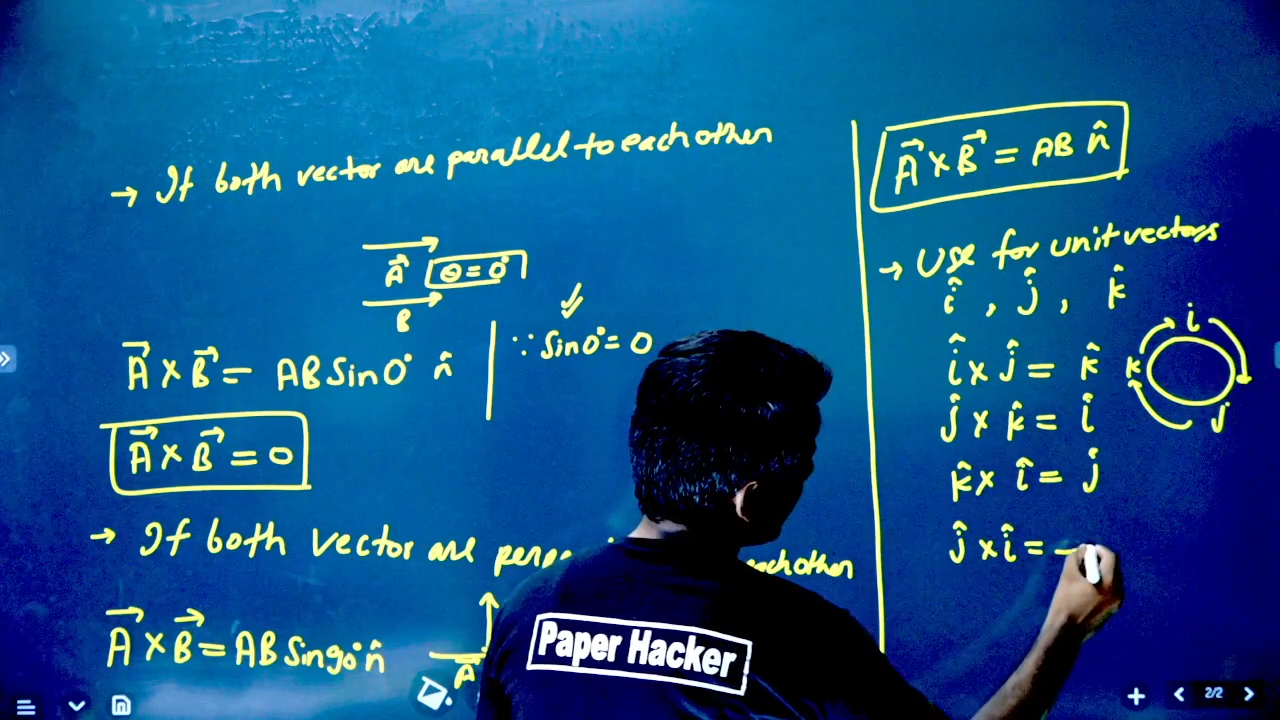 → If both vector are parallel to each other
A⃗ θ = 0°
B
A⃗ × B⃗ = AB Sin0° n̂
∵ Sin0° = 0
A⃗ × B⃗ = 0
→ If both vector are each other
A⃗ × B⃗ = AB Sin90° n̂
A⃗
A⃗ × B⃗ = AB n̂
→ Use for unit vectors
î , ĵ , k̂
î × ĵ = k̂
ĵ × k̂ = î
k̂ × î = ĵ
ĵ × î = -
i
k
j
Paper Hacker
2/2